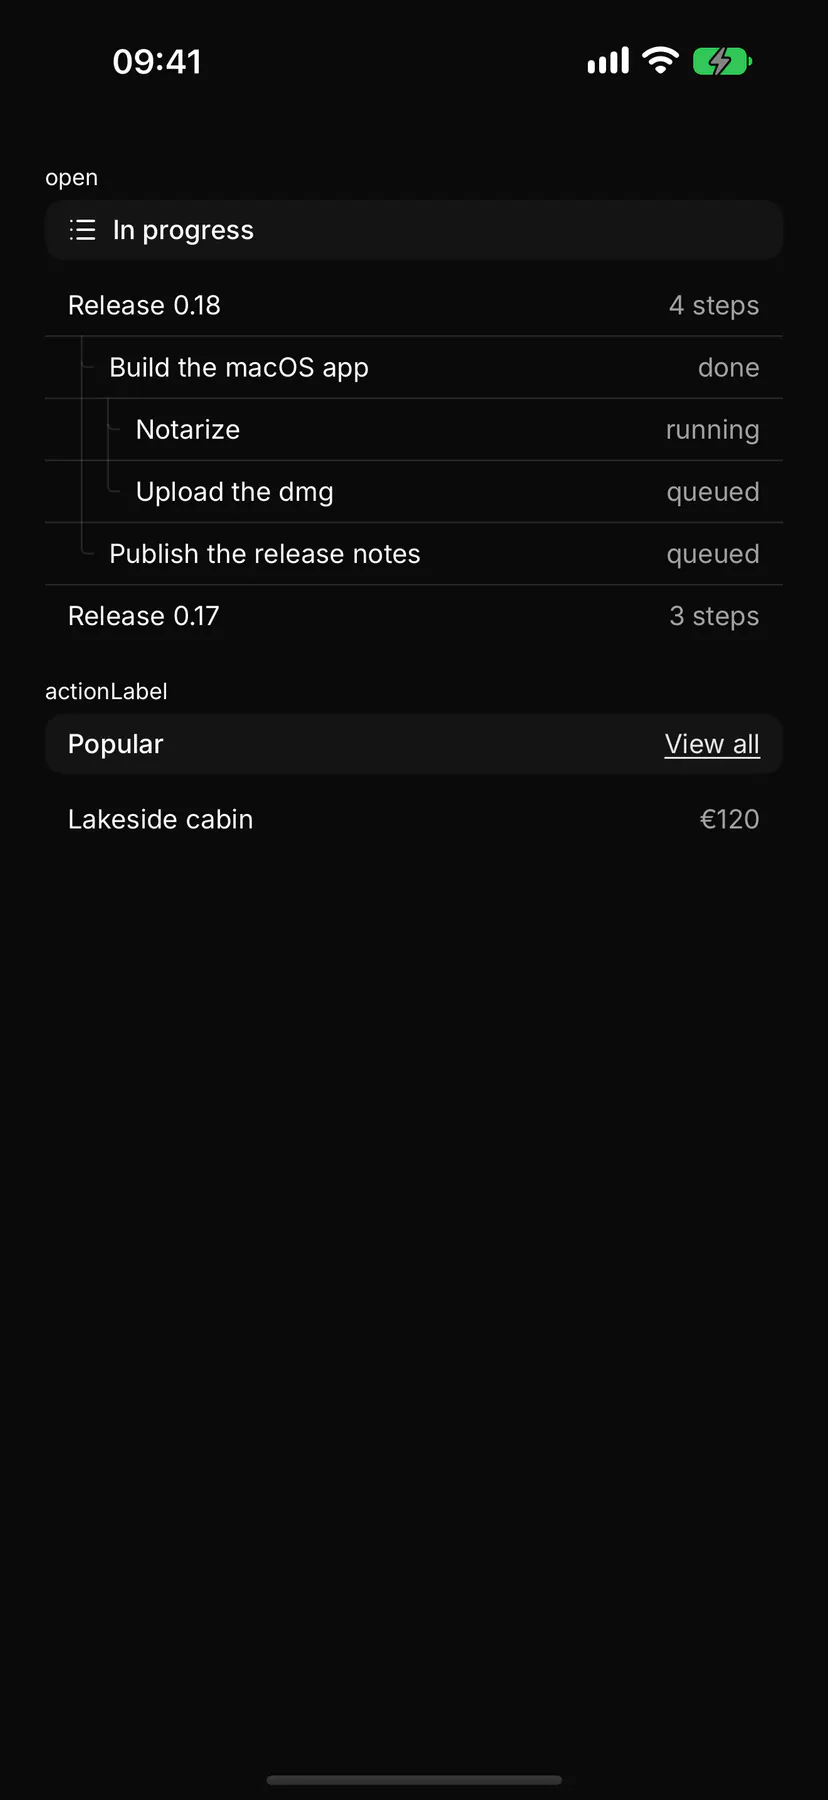 09:41
open
In progress
Release 0.18 4 steps
Build the macOS app done
Notarize running
Upload the dmg queued
Publish the release notes queued
Release 0.17 3 steps
actionLabel
Popular View all
Lakeside cabin €120